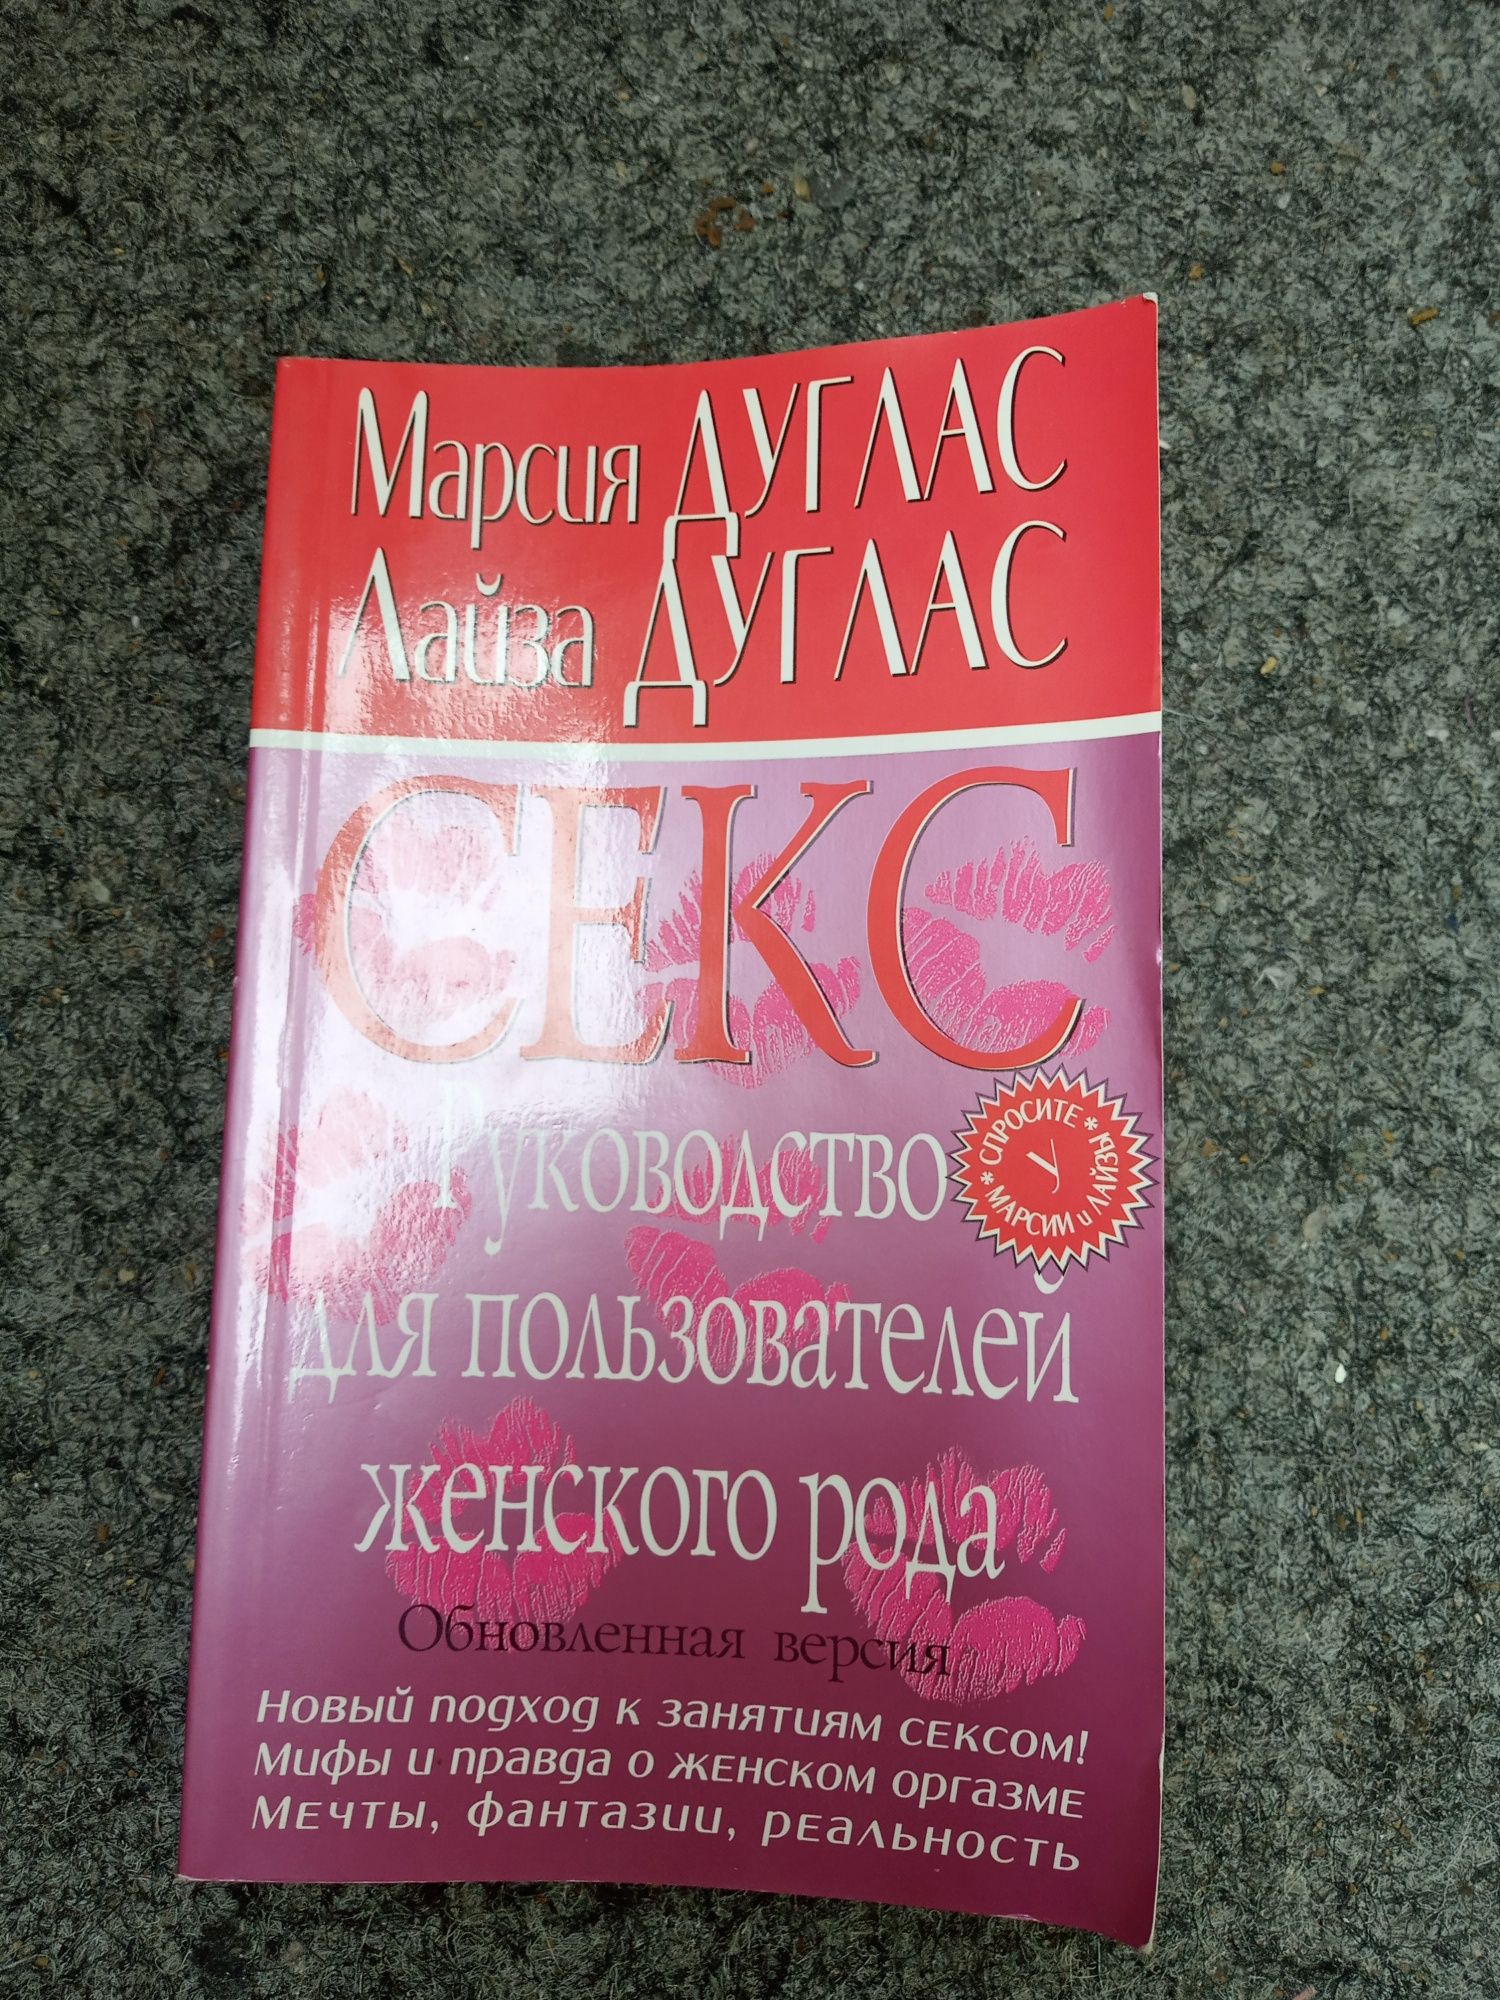 Марсия ДУГЛАС
Лайза ДУГЛАС
СЕКС
Руководство
для пользователей
женского рода
СПРОСИТЕ
у
МАРСИИ и ЛАЙЗЫ
Обновленная версия
Новый подход к занятиям сексом!
Мифы и правда о женском оргазме
Мечты, фантазии, реальность